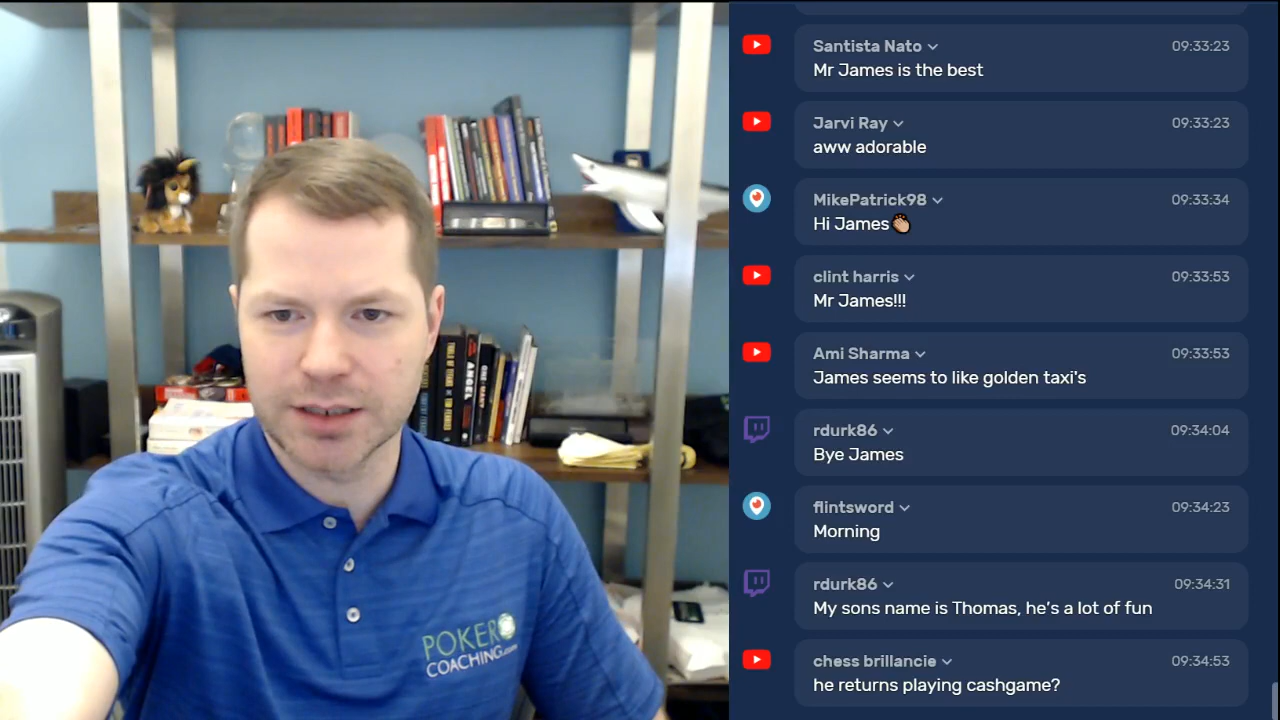 Santista Nato 09:33:23
Mr James is the best
Jarvi Ray 09:33:23
aww adorable
MikePatrick98 09:33:34
Hi James👏🏽
clint harris 09:33:53
Mr James!!!
Ami Sharma 09:33:53
James seems to like golden taxi's
rdurk86 09:34:04
Bye James
flintsword 09:34:23
Morning
rdurk86 09:34:31
My sons name is Thomas, he's a lot of fun
chess brillancie 09:34:53
he returns playing cashgame?
ANGEL
POKER
COACHING.com